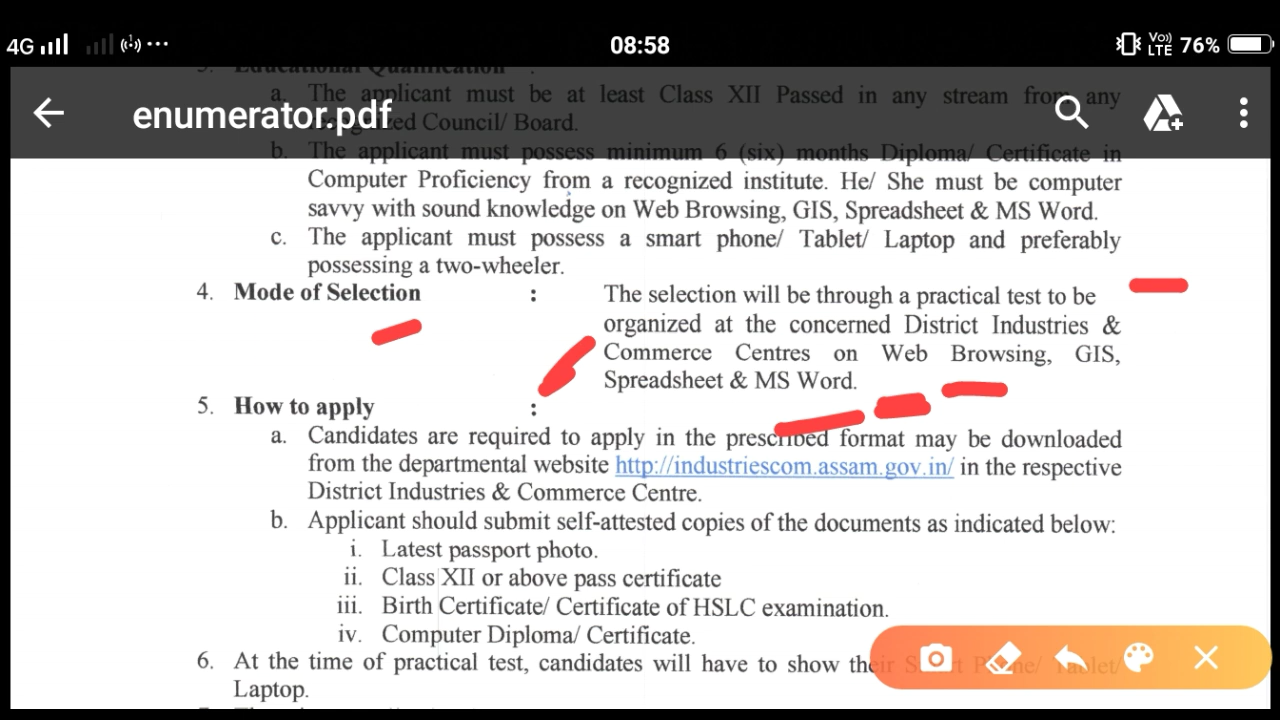 4G 08:58 Vo)) LTE 76%
3. Educational Qualification :
enumerator.pdf
a. The applicant must be at least Class XII Passed in any stream from any
recognized Council/ Board.
b. The applicant must possess minimum 6 (six) months Diploma/ Certificate in
Computer Proficiency from a recognized institute. He/ She must be computer
savvy with sound knowledge on Web Browsing, GIS, Spreadsheet & MS Word.
c. The applicant must possess a smart phone/ Tablet/ Laptop and preferably
possessing a two-wheeler.
4. Mode of Selection : The selection will be through a practical test to be
organized at the concerned District Industries &
Commerce Centres on Web Browsing, GIS,
Spreadsheet & MS Word.
5. How to apply :
a. Candidates are required to apply in the prescribed format may be downloaded
from the departmental website http://industriescom.assam.gov.in/ in the respective
District Industries & Commerce Centre.
b. Applicant should submit self-attested copies of the documents as indicated below:
i. Latest passport photo.
ii. Class XII or above pass certificate
iii. Birth Certificate/ Certificate of HSLC examination.
iv. Computer Diploma/ Certificate.
6. At the time of practical test, candidates will have to show their Smart Phone/ Tablet/
Laptop.